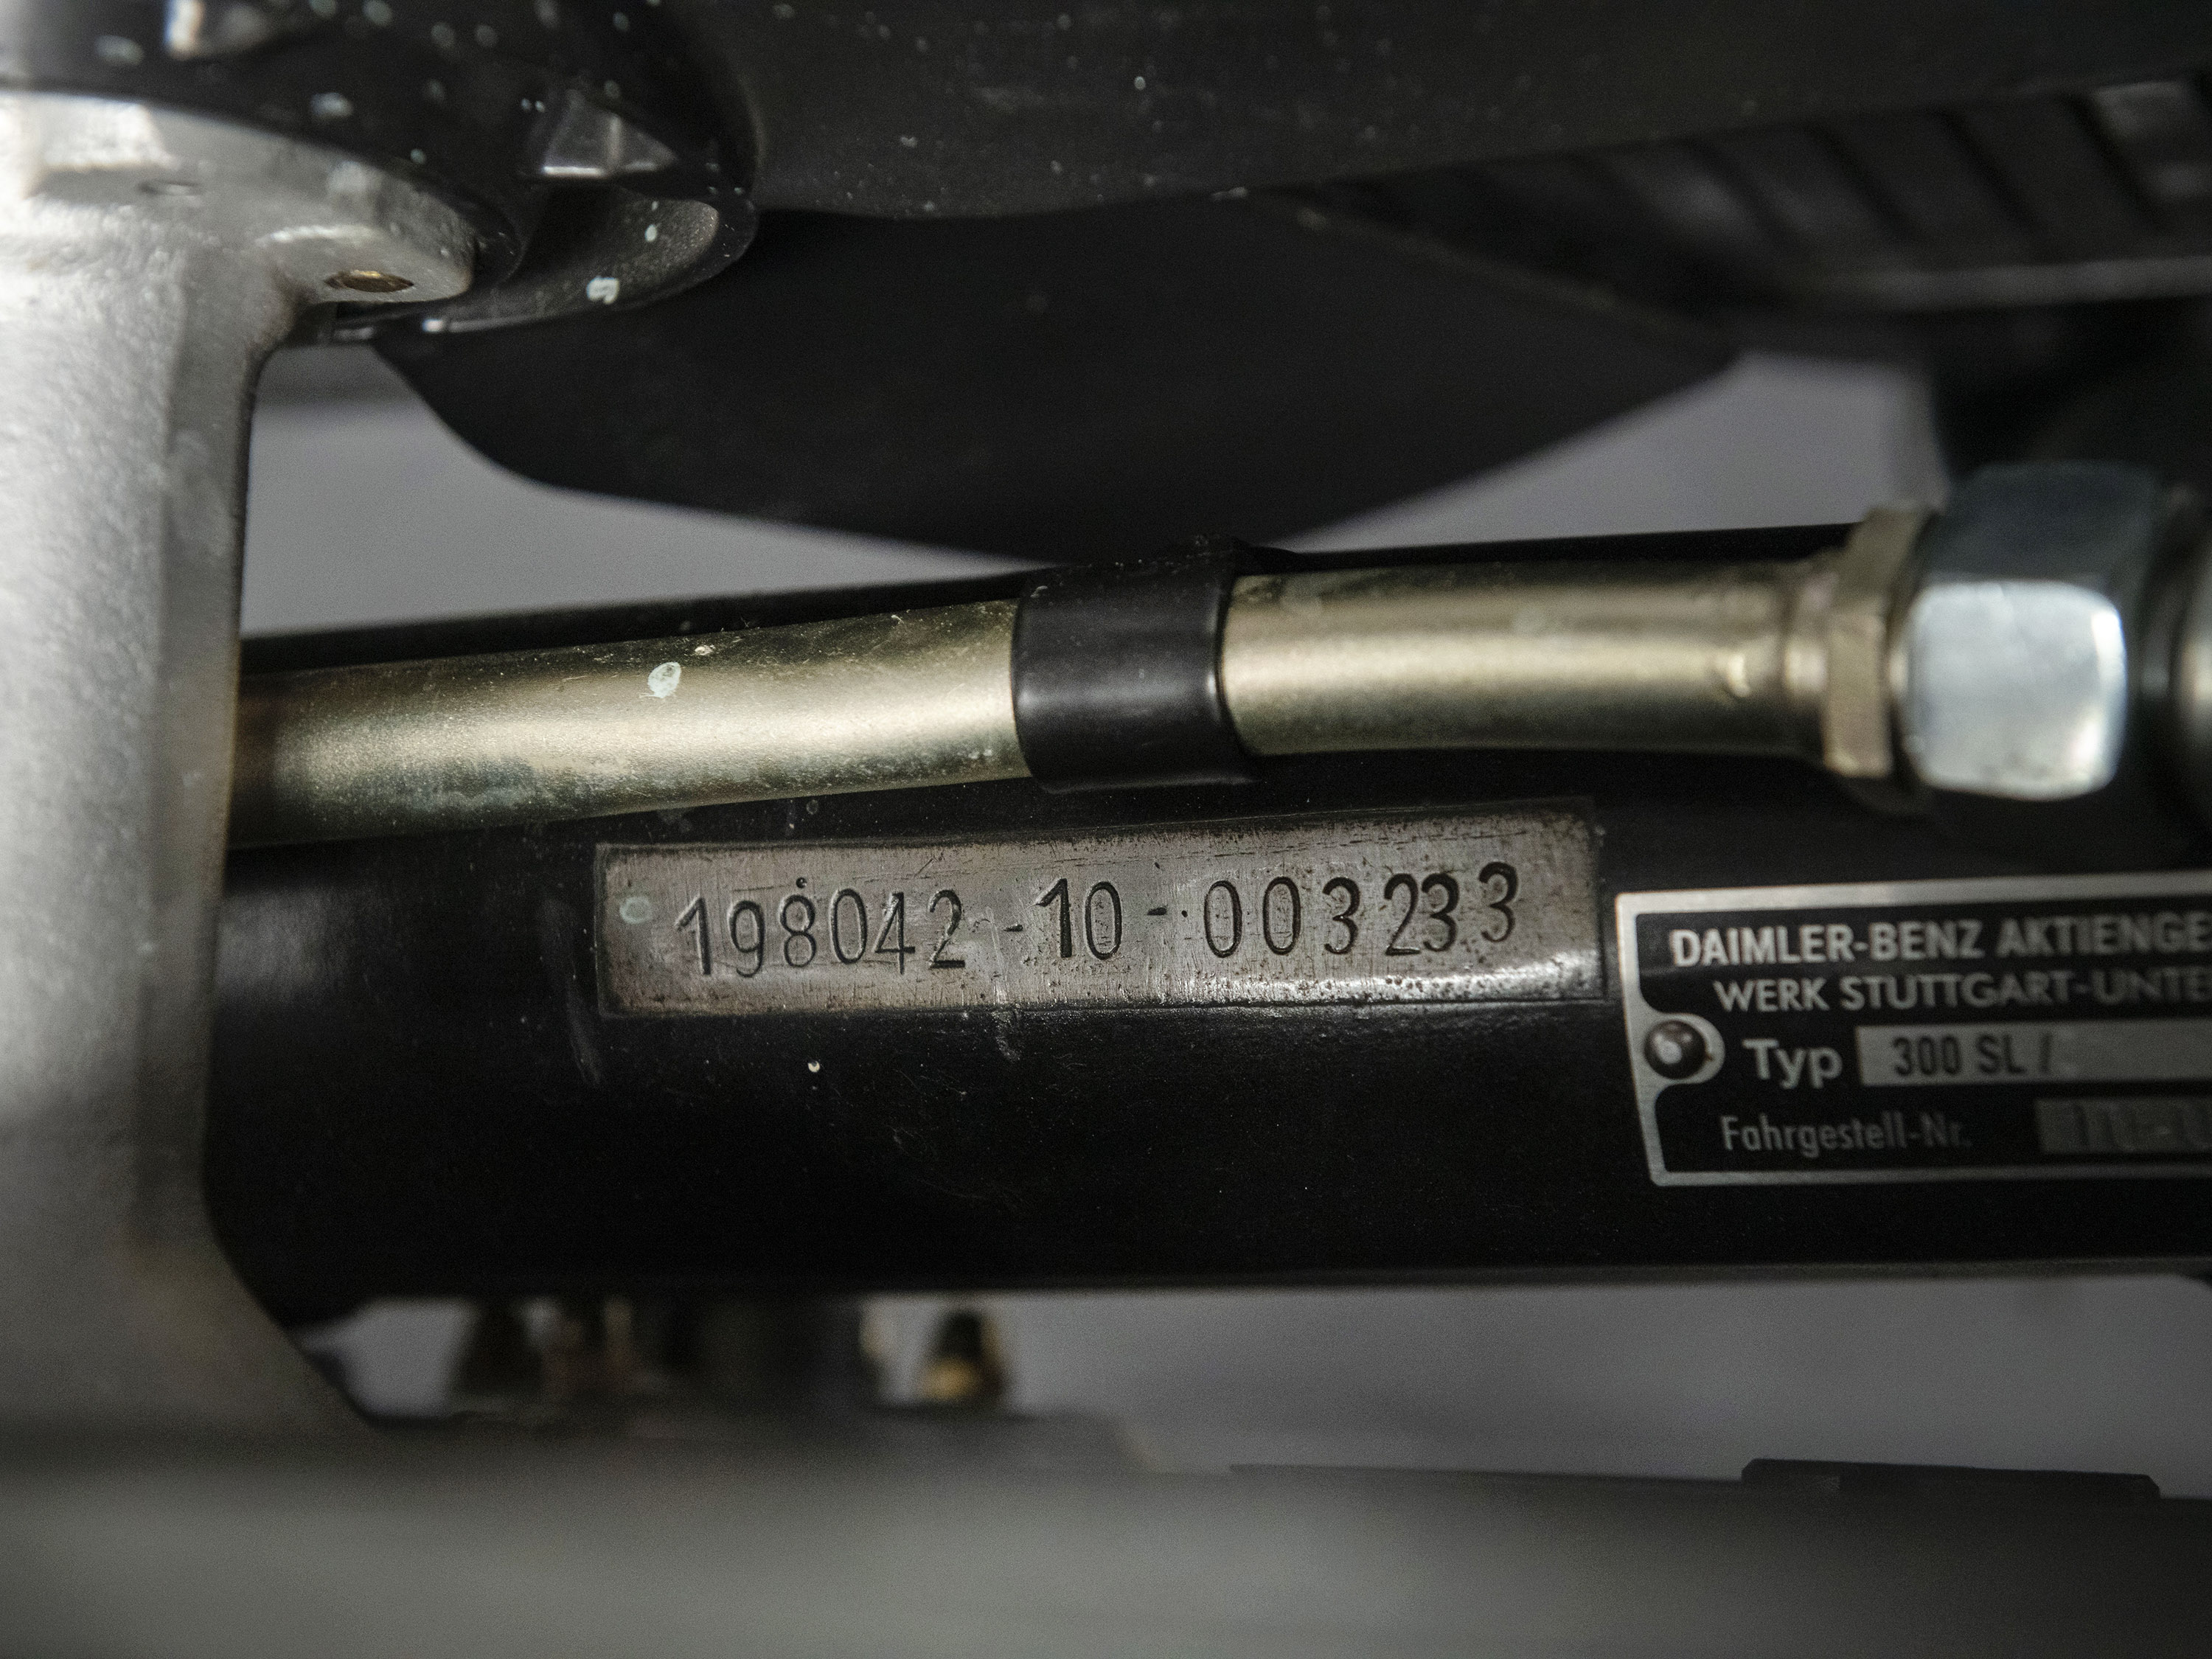 198042-10-003233
DAIMLER-BENZ AKTIENGE
WERK STUTTGART-UNTE
Typ 300 SL /
Fahrgestell-Nr.